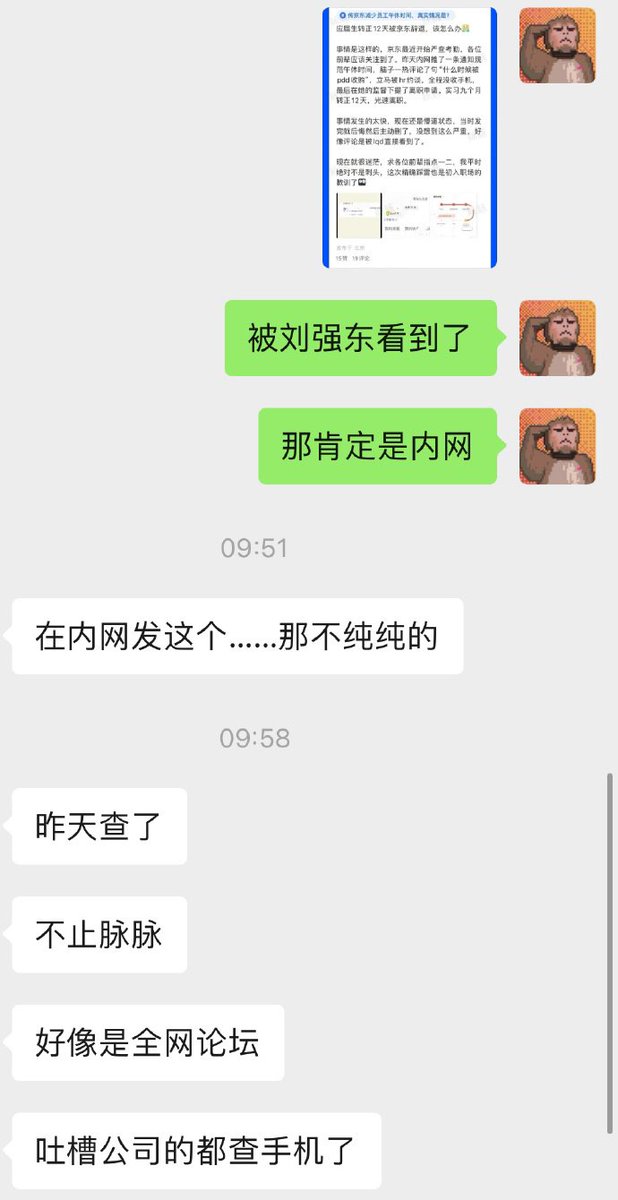 传京东减少员工午休时间，真实情况是？
应届生转正12天被京东辞退，该怎么办
事情是这样的，京东最近开始严查考勤，各位
前辈应该关注到了，昨天内网推了一条通知规
范午休时间，脑子一热评论了句“什么时候被
pdd收购”，立马被hr约谈，全程没收手机，
最后在她的监督下提了离职申请。实习九个月
转正12天，光速离职。
事情发生的太快，现在还是懵逼状态，当时发
完就后悔然后主动删了，没想到这么严重，好
像评论是被lqd直接看到了。
现在就很迷茫，求各位前辈指点一二，我平时
绝对不是刺头，这次精确踩雷也是初入职场的
教训了
被刘强东看到了
那肯定是内网
09:51
在内网发这个……那不纯纯的
09:58
昨天查了
不止脉脉
好像是全网论坛
吐槽公司的都查手机了